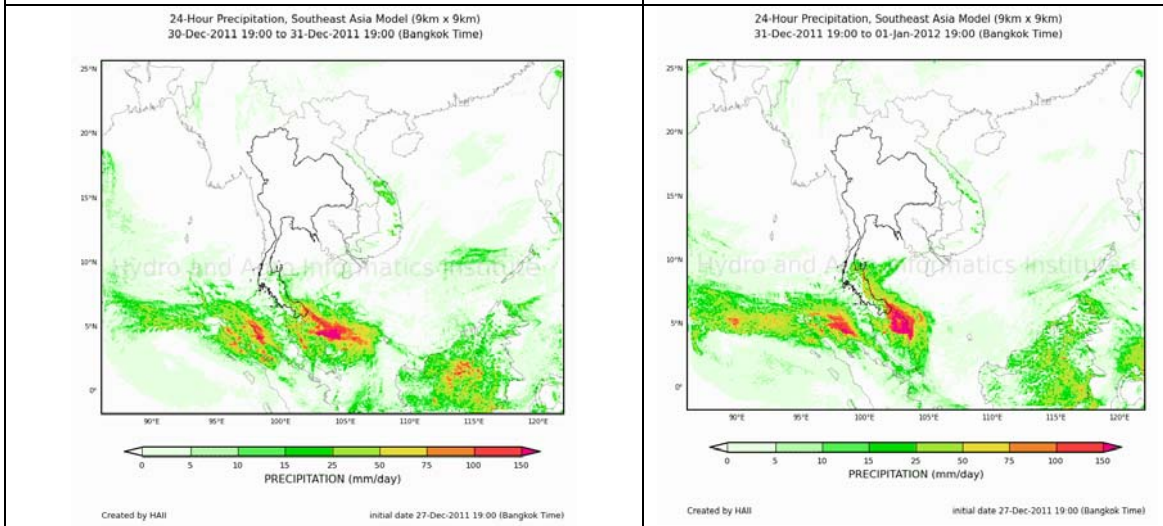 24-Hour Precipitation, Southeast Asia Model (9km x 9km)
30-Dec-2011 19:00 to 31-Dec-2011 19:00 (Bangkok Time)
25°N
20°N
15°N
10°N
5°N
0°
Hydro and Agro Informatics Institute
90°E 95°E 100°E 105°E 110°E 115°E 120°E
0 5 10 15 25 50 75 100 150
PRECIPITATION (mm/day)
Created by HAII initial date 27-Dec-2011 19:00 (Bangkok Time)
24-Hour Precipitation, Southeast Asia Model (9km x 9km)
31-Dec-2011 19:00 to 01-Jan-2012 19:00 (Bangkok Time)
25°N
20°N
15°N
10°N
5°N
0°
Hydro and Agro Informatics Institute
90°E 95°E 100°E 105°E 110°E 115°E 120°E
0 5 10 15 25 50 75 100 150
PRECIPITATION (mm/day)
Created by HAII initial date 27-Dec-2011 19:00 (Bangkok Time)